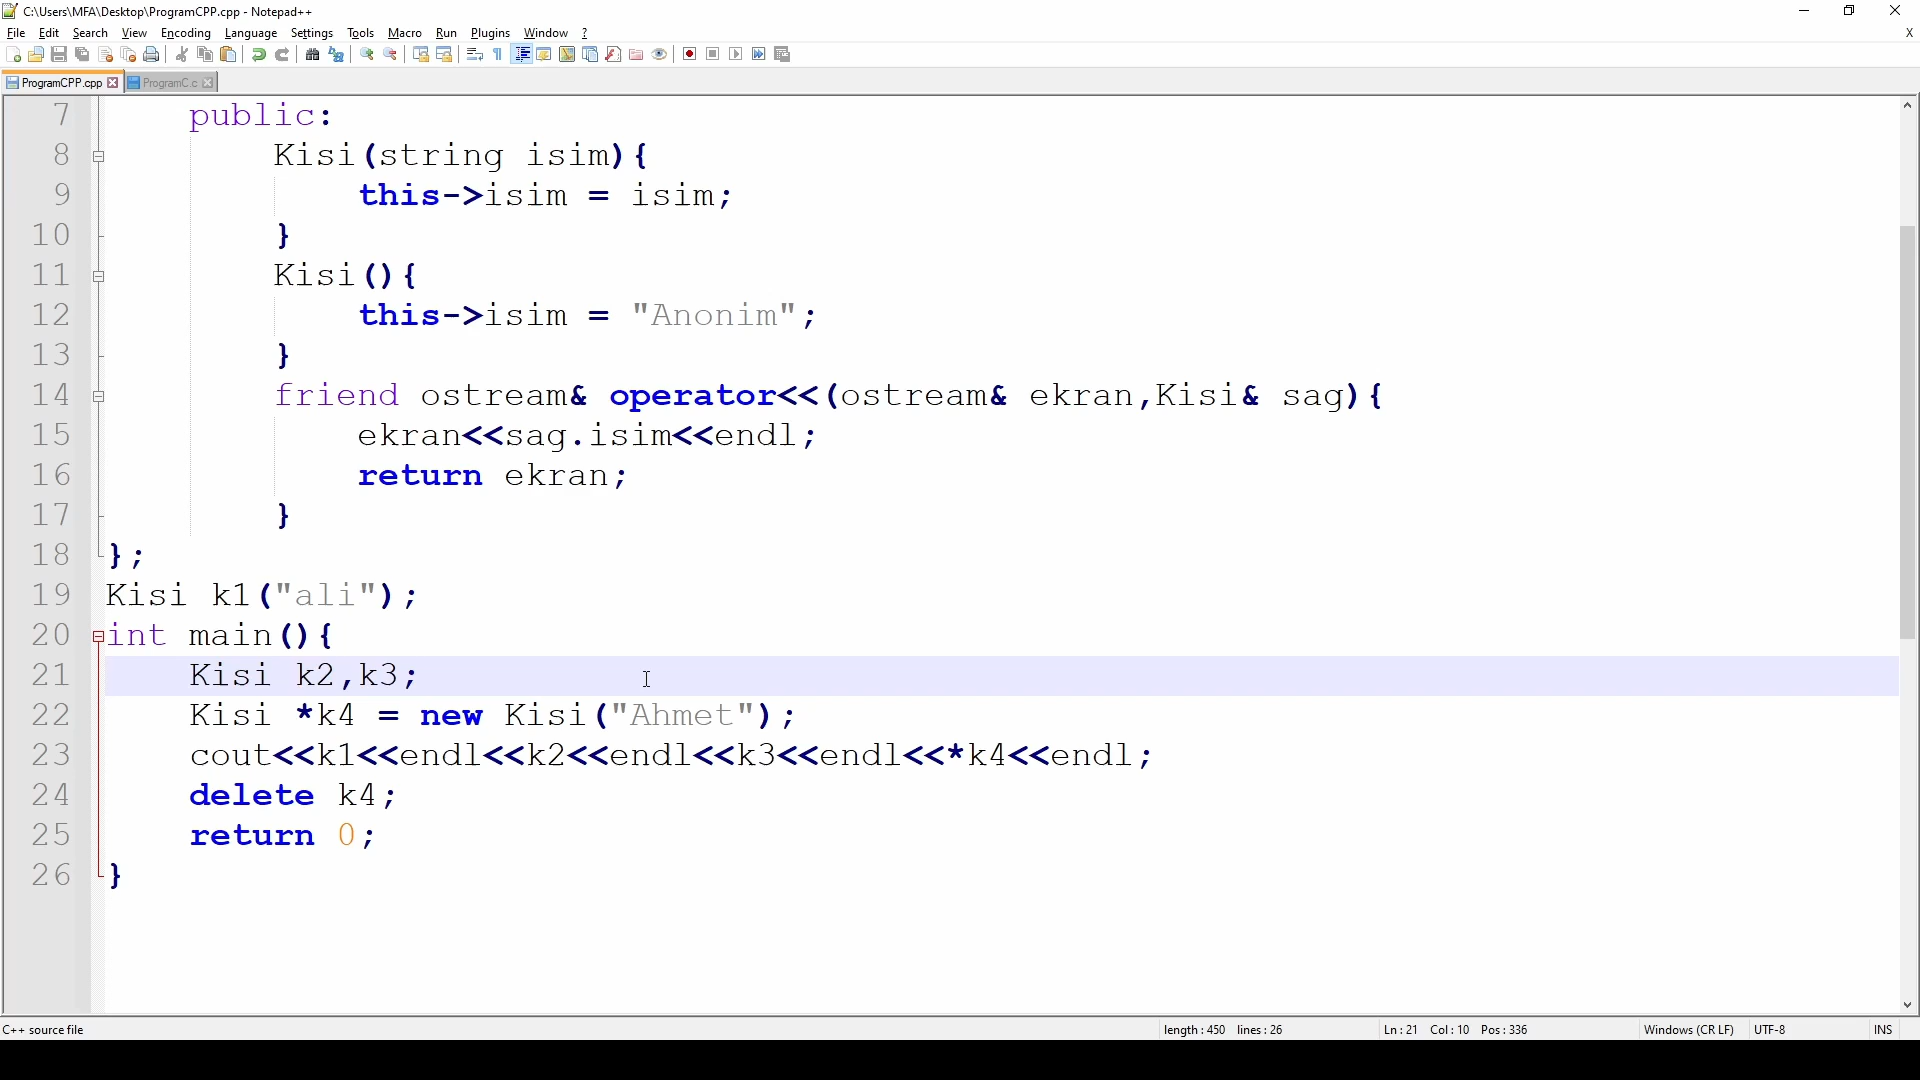 C:\Users\MFA\Desktop\ProgramCPP.cpp - Notepad++
File Edit Search View Encoding Language Settings Tools Macro Run Plugins Window ? X
ProgramCPP.cpp ProgramC.c
7 public:
8 Kisi(string isim){
9 this->isim = isim;
10 }
11 Kisi(){
12 this->isim = "Anonim";
13 }
14 friend ostream& operator<<(ostream& ekran,Kisi& sag){
15 ekran<<sag.isim<<endl;
16 return ekran;
17 }
18 };
19 Kisi k1("ali");
20 int main(){
21 Kisi k2,k3;
22 Kisi *k4 = new Kisi("Ahmet");
23 cout<<k1<<endl<<k2<<endl<<k3<<endl<<*k4<<endl;
24 delete k4;
25 return 0;
26 }
C++ source file length : 450 lines : 26 Ln : 21 Col : 10 Pos : 336 Windows (CR LF) UTF-8 INS